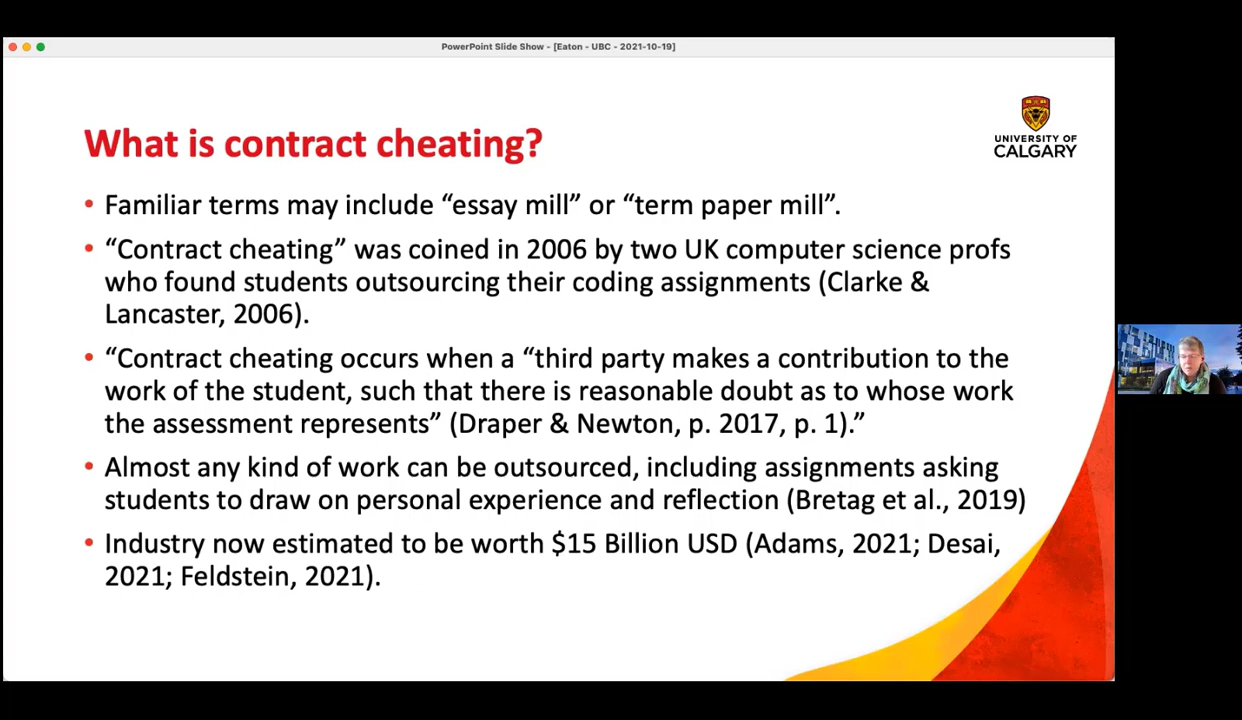 PowerPoint Slide Show - [Eaton - UBC - 2021-10-19]
UNIVERSITY OF
CALGARY
What is contract cheating?
• Familiar terms may include “essay mill” or “term paper mill”.
• “Contract cheating” was coined in 2006 by two UK computer science profs
who found students outsourcing their coding assignments (Clarke &
Lancaster, 2006).
• “Contract cheating occurs when a “third party makes a contribution to the
work of the student, such that there is reasonable doubt as to whose work
the assessment represents” (Draper & Newton, p. 2017, p. 1).”
• Almost any kind of work can be outsourced, including assignments asking
students to draw on personal experience and reflection (Bretag et al., 2019)
• Industry now estimated to be worth $15 Billion USD (Adams, 2021; Desai,
2021; Feldstein, 2021).